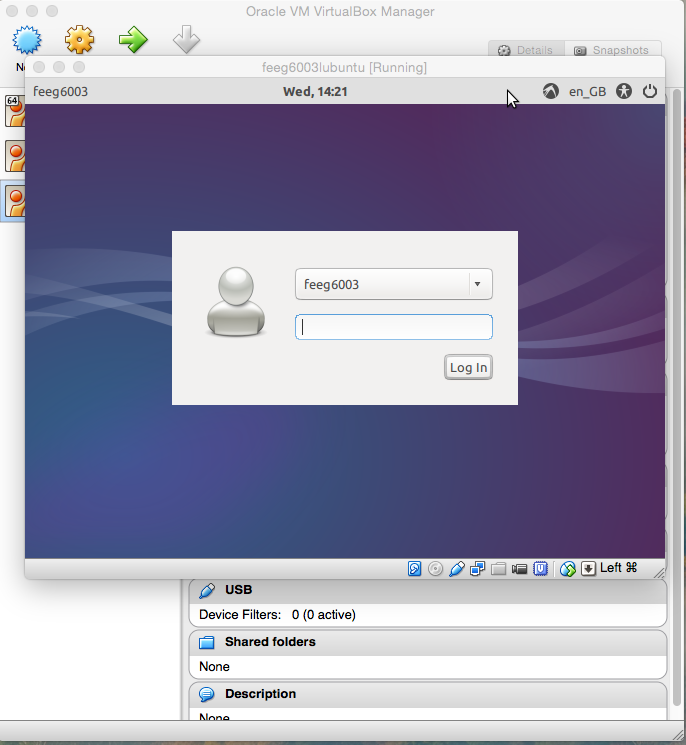 Oracle VM VirtualBox Manager
Details
Snapshots
feeg6003lubuntu [Running]
feeg6003
Wed, 14:21
en_GB
64
feeg6003
Log In
Left ⌘
USB
Device Filters: 0 (0 active)
Shared folders
None
Description
None